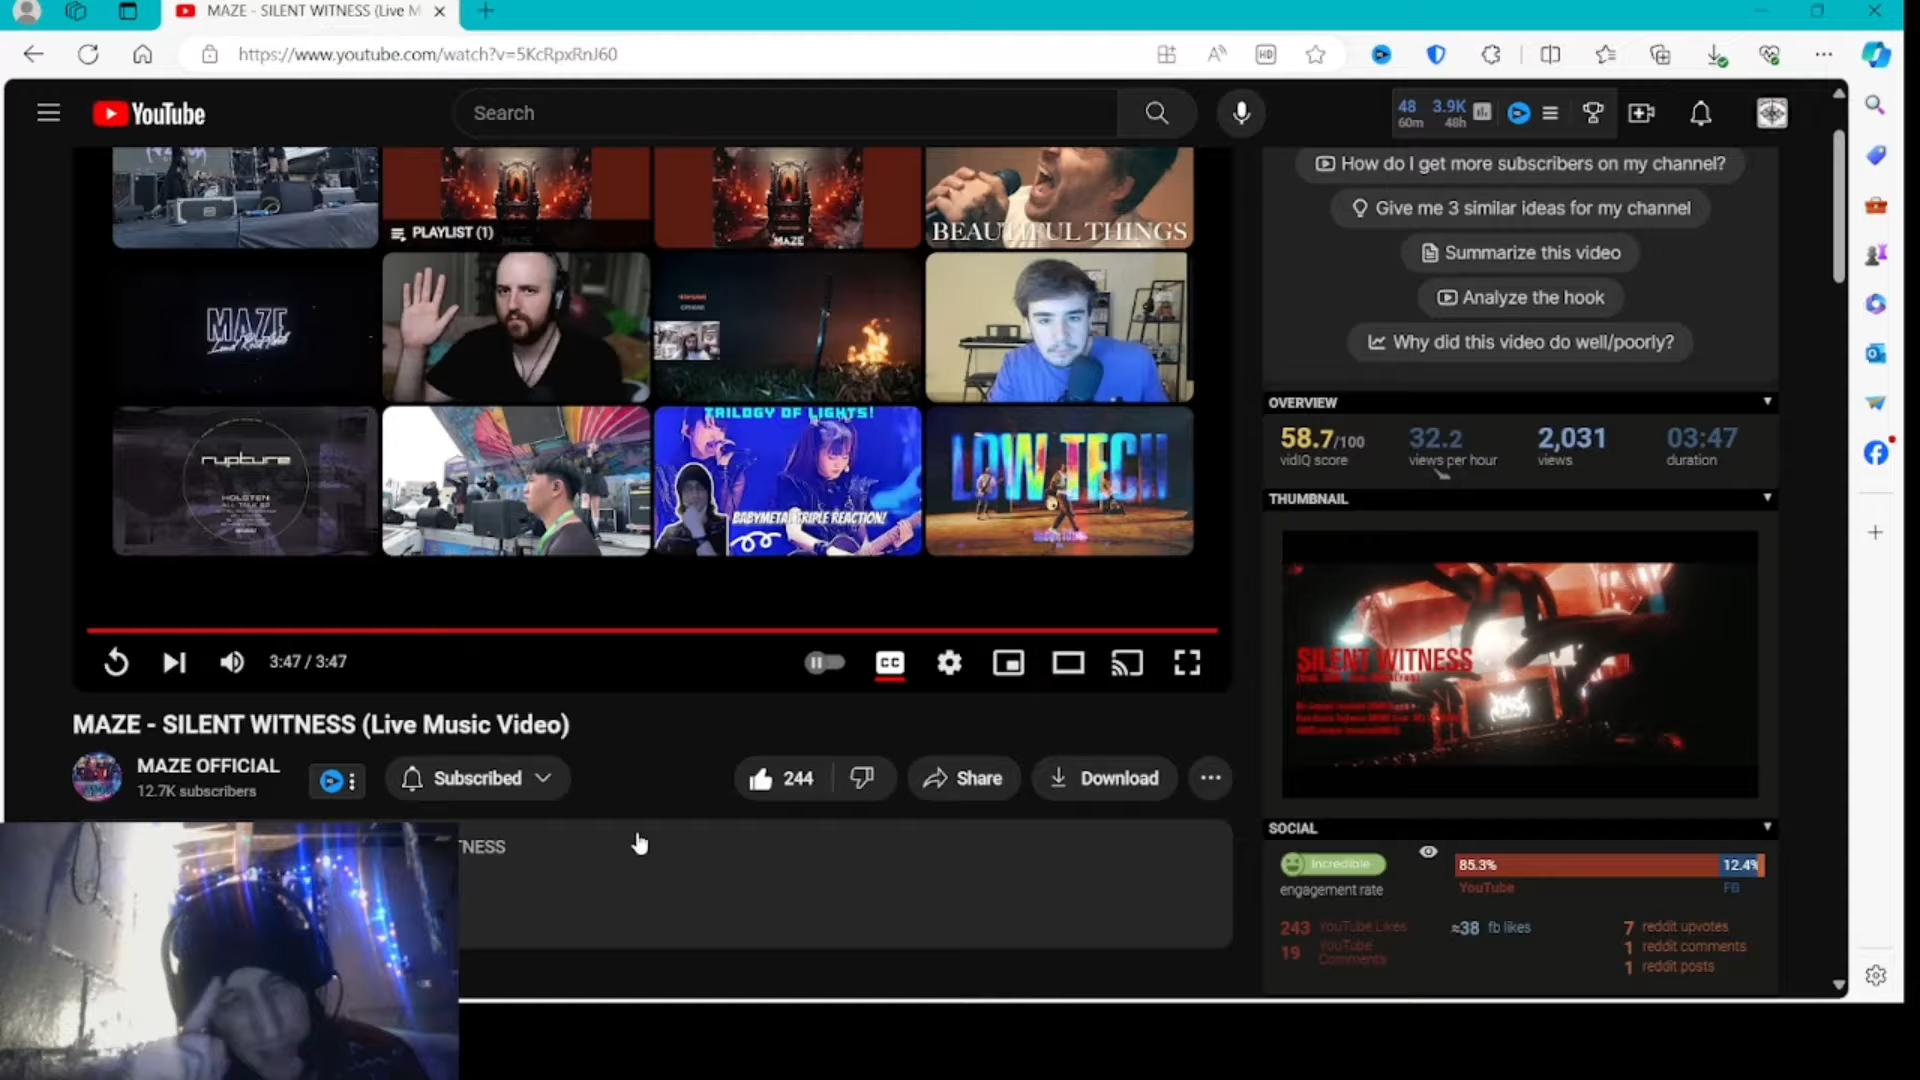 MAZE - SILENT WITNESS (Live M
https://www.youtube.com/watch?v=5KcRpxRnJ60
YouTube
Search
48
60m
3.9K
48h
PLAYLIST (1)
MAZE
BEAUTIFUL THINGS
MAZE
rupture
HOLSTEN
TRILOGY OF LIGHTS!
BABYMETAL TRIPLE REACTION!
LOW TECH
3:47 / 3:47
CC
MAZE - SILENT WITNESS (Live Music Video)
MAZE OFFICIAL
12.7K subscribers
Subscribed
244
Share
Download
TNESS
How do I get more subscribers on my channel?
Give me 3 similar ideas for my channel
Summarize this video
Analyze the hook
Why did this video do well/poorly?
OVERVIEW
58.7/100
vidIQ score
32.2
views per hour
2,031
views
03:47
duration
THUMBNAIL
SILENT WITNESS
SOCIAL
Incredible
engagement rate
85.3%
12.4%
YouTube
FB
243 YouTube Likes
19 YouTube Comments
≈38 fb likes
7 reddit upvotes
1 reddit comments
1 reddit posts